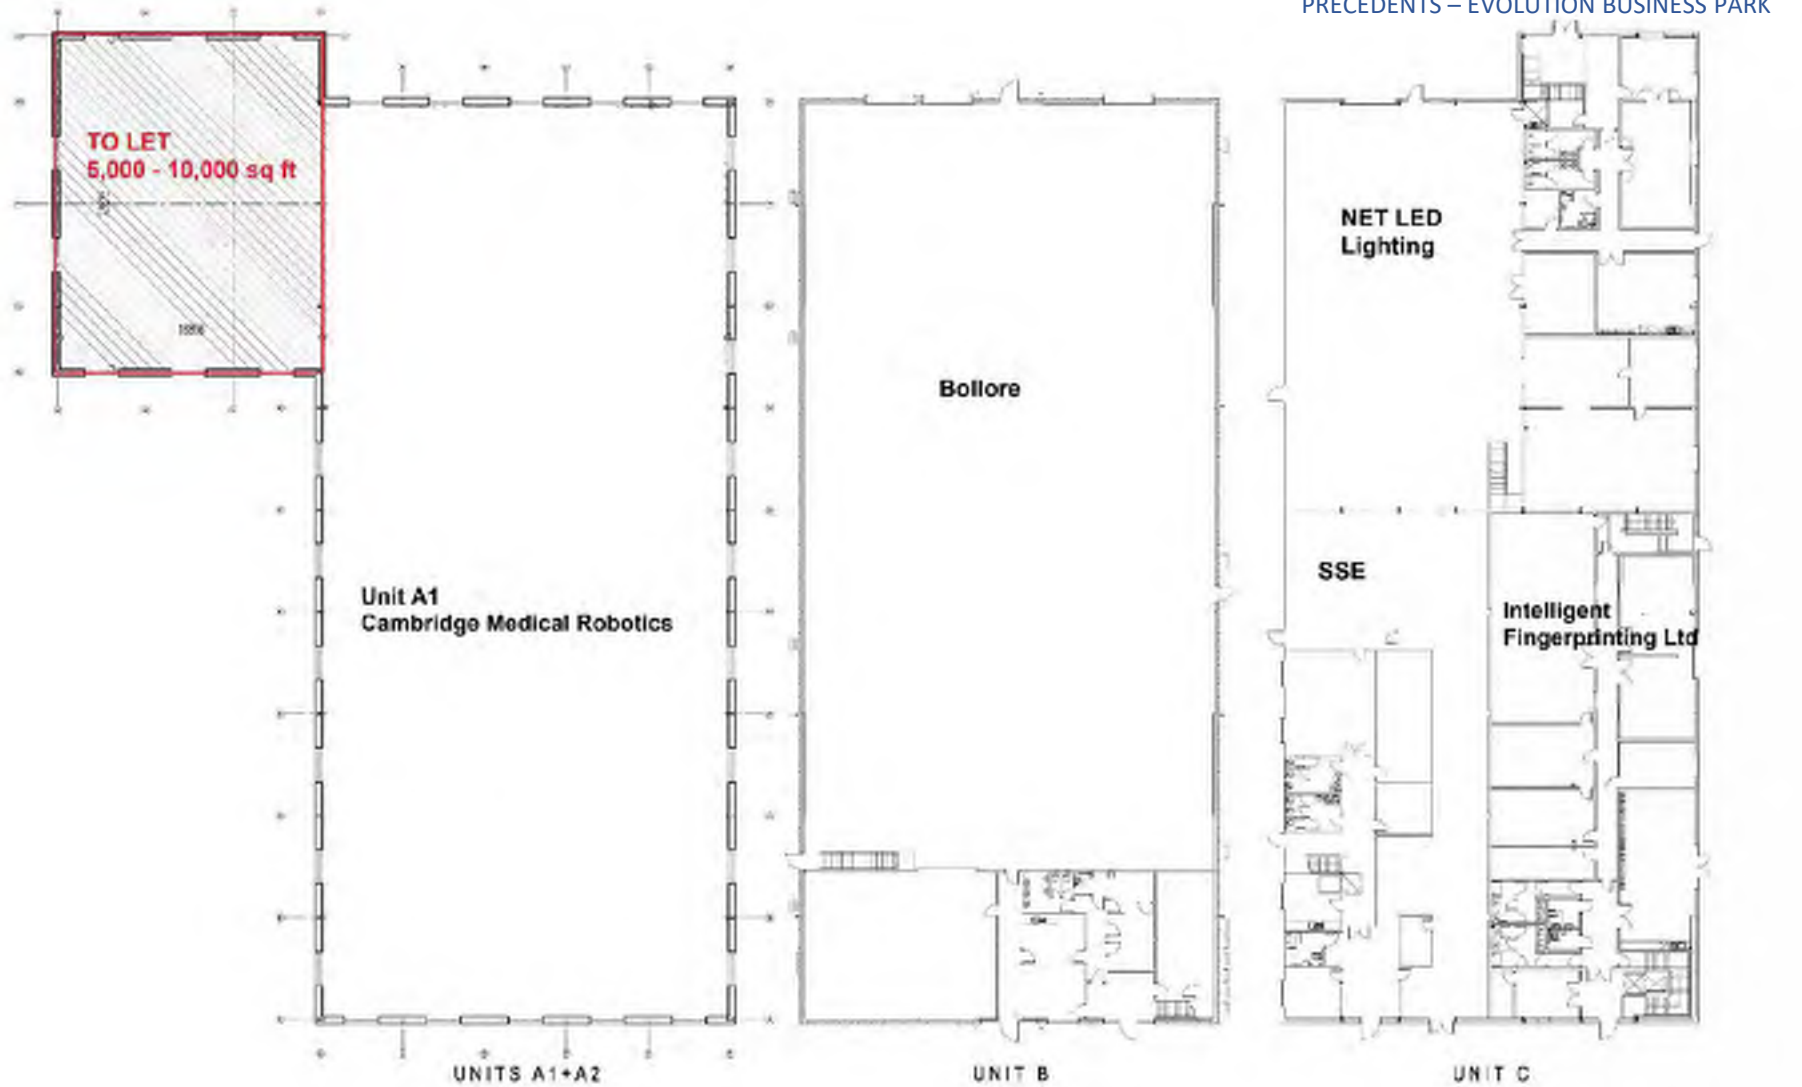 PRECEDENTS – EVOLUTION BUSINESS PARK
TO LET
5,000 - 10,000 sq ft
NET LED
Lighting
Bollore
SSE
Unit A1
Cambridge Medical Robotics
Intelligent
Fingerprinting Ltd
UNITS A1+A2
UNIT B
UNIT C